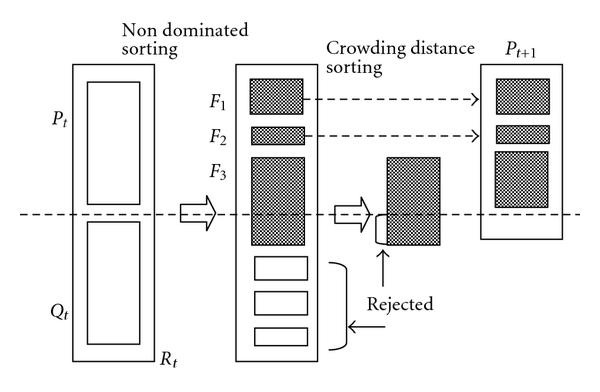 Non dominated
sorting
Crowding distance
sorting
P_{t+1}
P_t
F_1
F_2
F_3
Q_t
Rejected
R_t